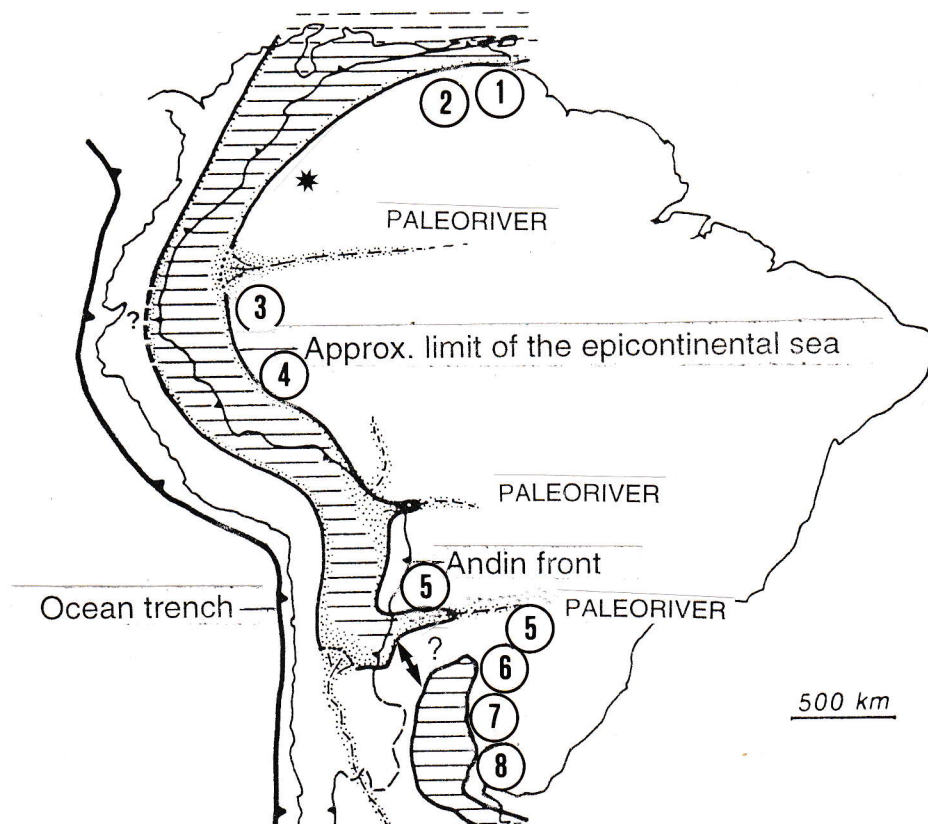 1
2
PALEORIVER
?
3
Approx. limit of the epicontinental sea
4
PALEORIVER
Andin front
5
Ocean trench
PALEORIVER
5
?
6
500 km
7
8